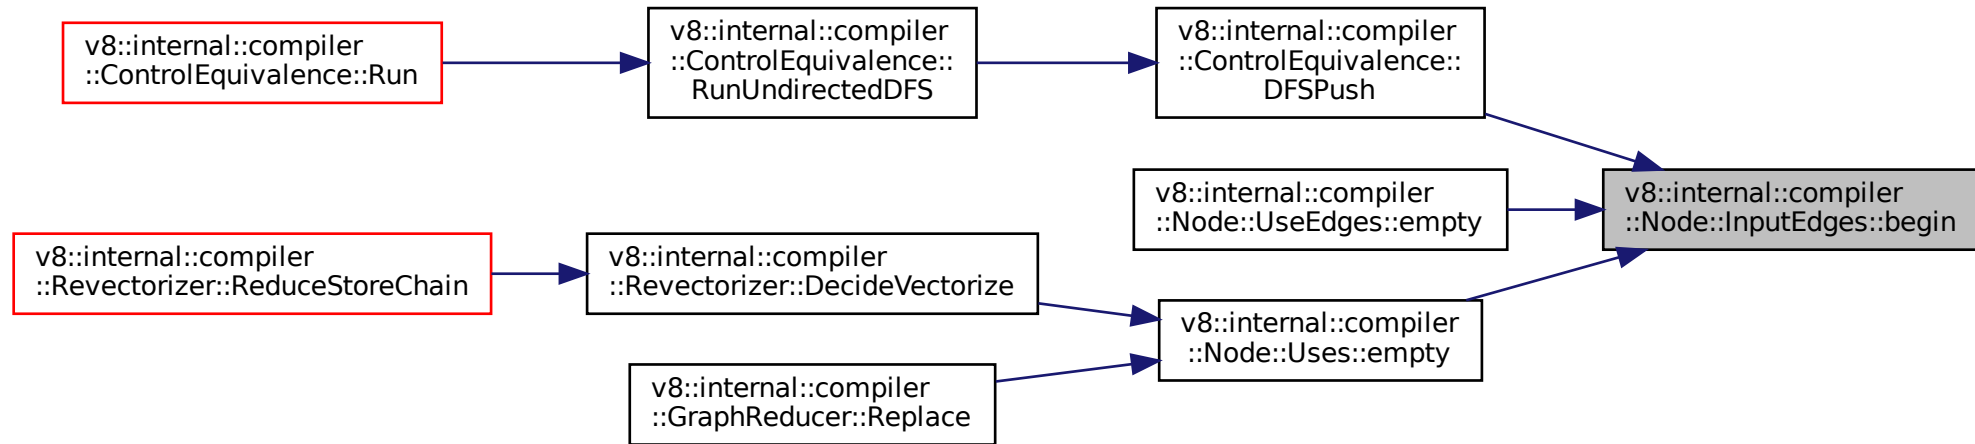 v8::internal::compiler
::ControlEquivalence::Run
v8::internal::compiler
::ControlEquivalence::
RunUndirectedDFS
v8::internal::compiler
::ControlEquivalence::
DFSPush
v8::internal::compiler
::Node::UseEdges::empty
v8::internal::compiler
::Node::InputEdges::begin
v8::internal::compiler
::Revectorizer::ReduceStoreChain
v8::internal::compiler
::Revectorizer::DecideVectorize
v8::internal::compiler
::Node::Uses::empty
v8::internal::compiler
::GraphReducer::Replace